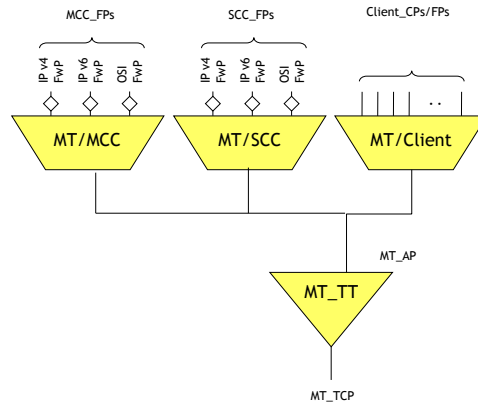 MCC_FPs
SCC_FPs
Client_CPs/FPs
IP v4
FwP
IP v6
FwP
OSI
FwP
IP v4
FwP
IP v6
FwP
OSI
FwP
. .
MT/MCC
MT/SCC
MT/Client
MT_AP
MT_TT
MT_TCP